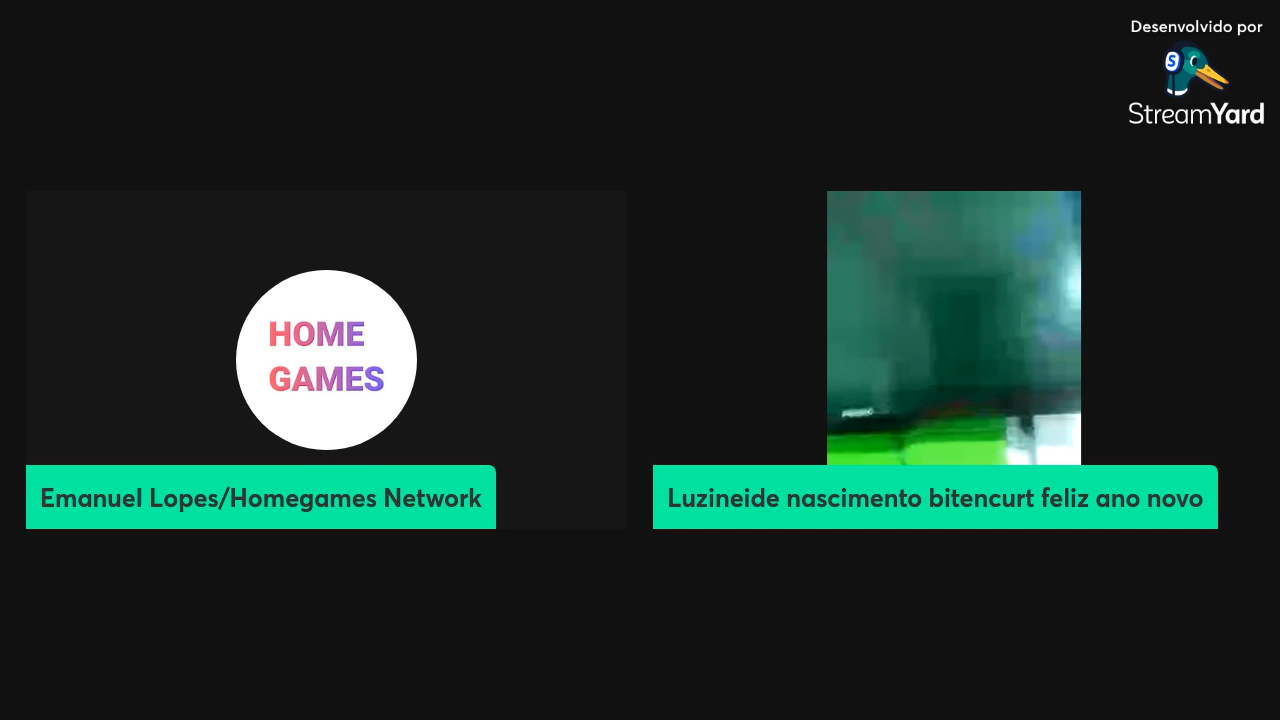 Desenvolvido por
StreamYard
HOME
GAMES
Emanuel Lopes/Homegames Network
Luzineide nascimento bitencurt feliz ano novo